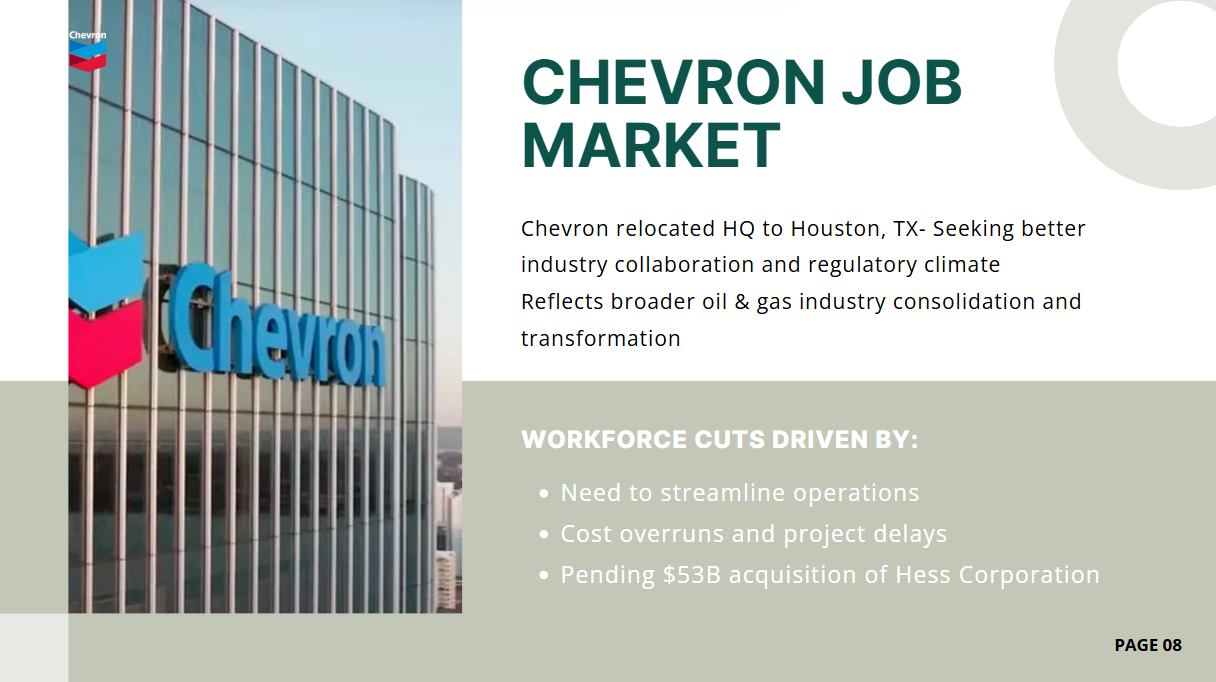 Chevron
Chevron
CHEVRON JOB
MARKET
Chevron relocated HQ to Houston, TX- Seeking better
industry collaboration and regulatory climate
Reflects broader oil & gas industry consolidation and
transformation
WORKFORCE CUTS DRIVEN BY:
• Need to streamline operations
• Cost overruns and project delays
• Pending $53B acquisition of Hess Corporation
PAGE 08